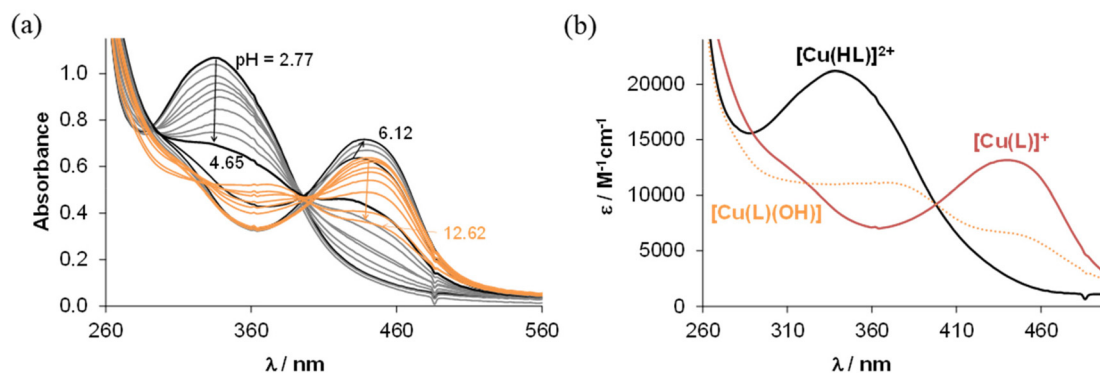 (a)
Absorbance
1.0
0.8
0.6
0.4
0.2
0.0
pH = 2.77
4.65
6.12
12.62
260 360 460 560
λ / nm
(b)
ε / M⁻¹cm⁻¹
20000
15000
10000
5000
0
[Cu(HL)]²⁺
[Cu(L)]⁺
[Cu(L)(OH)]
260 310 360 410 460
λ / nm